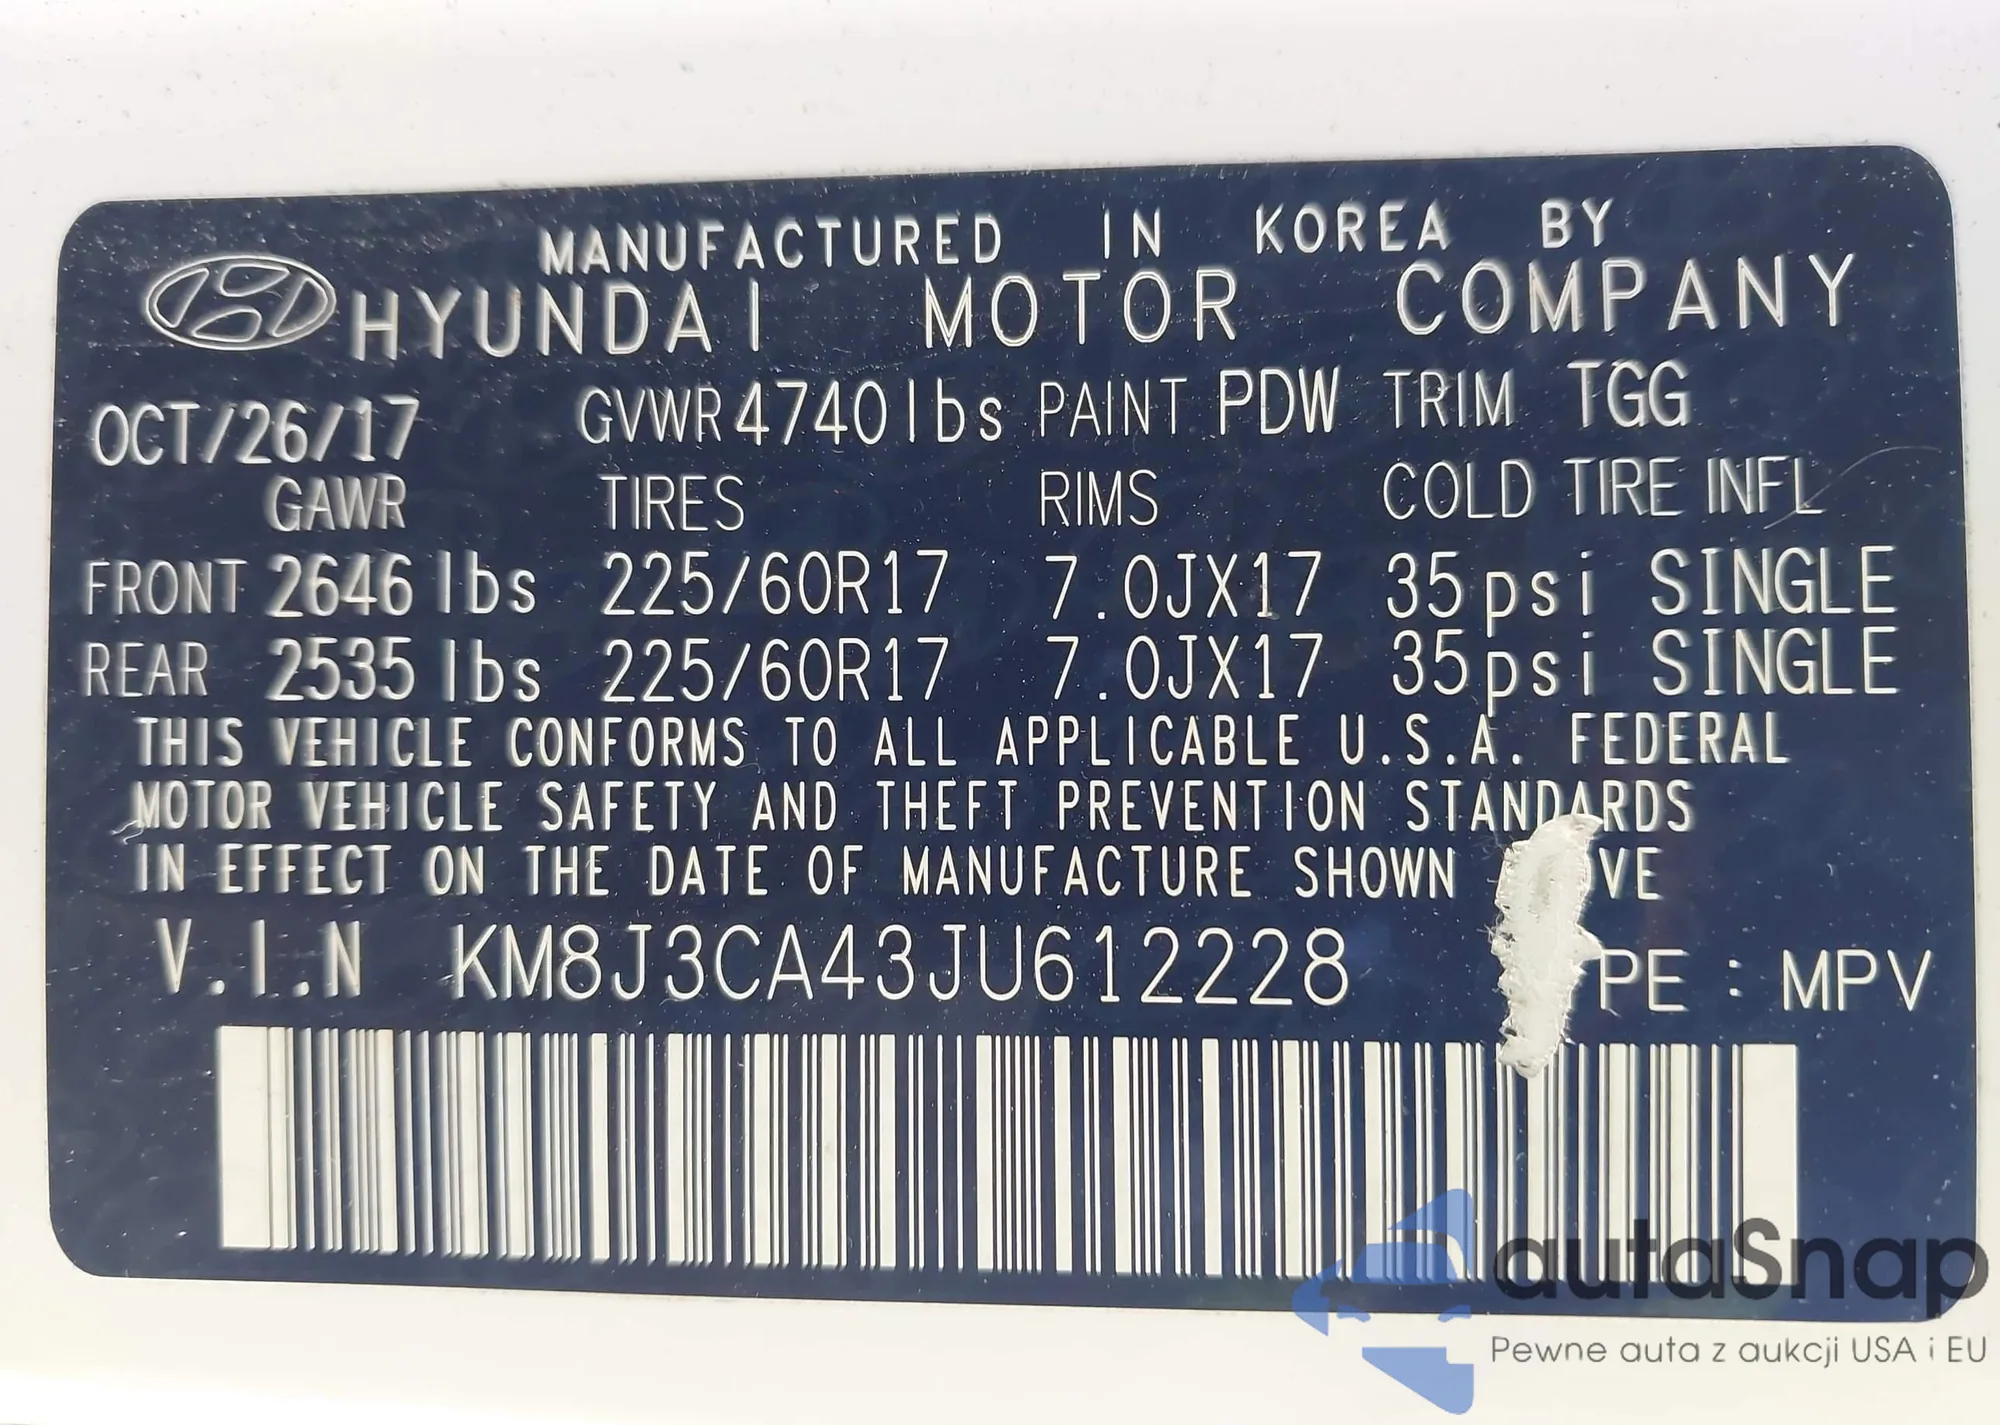 MANUFACTURED IN KOREA BY
HYUNDAI MOTOR COMPANY
OCT/26/17 GVWR 4740lbs PAINT PDW TRIM TGG
GAWR TIRES RIMS COLD TIRE INFL
FRONT 2646 lbs 225/60R17 7.0JX17 35psi SINGLE
REAR 2535 lbs 225/60R17 7.0JX17 35psi SINGLE
THIS VEHICLE CONFORMS TO ALL APPLICABLE U.S.A. FEDERAL
MOTOR VEHICLE SAFETY AND THEFT PREVENTION STANDARDS
IN EFFECT ON THE DATE OF MANUFACTURE SHOWN VE
V.I.N KM8J3CA43JU612228 PE : MPV
autaSnap
Pewne auta z aukcji USA i EU